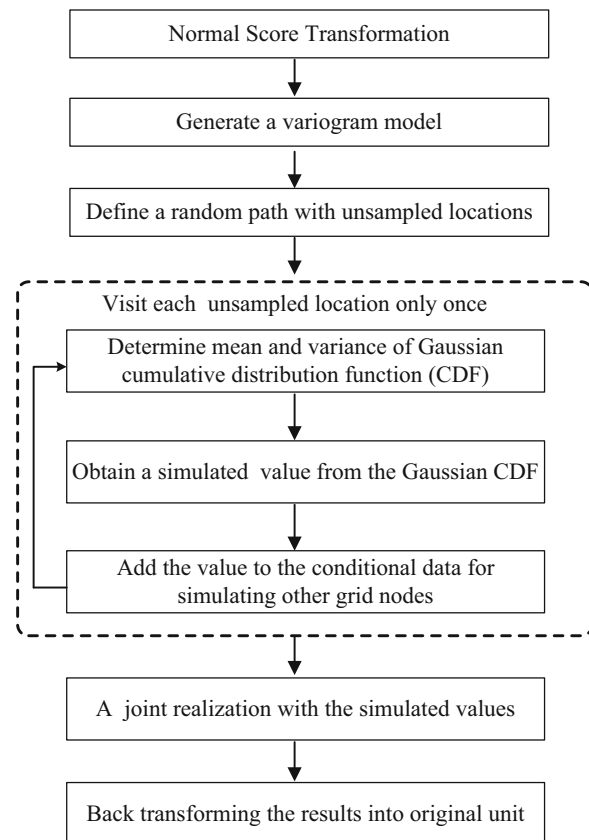 Normal Score Transformation
Generate a variogram model
Define a random path with unsampled locations
Visit each unsampled location only once
Determine mean and variance of Gaussian
cumulative distribution function (CDF)
Obtain a simulated value from the Gaussian CDF
Add the value to the conditional data for
simulating other grid nodes
A joint realization with the simulated values
Back transforming the results into original unit